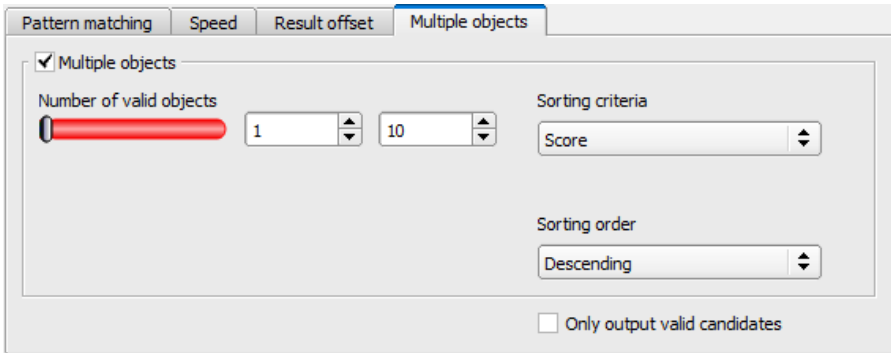 Pattern matching Speed Result offset Multiple objects
Multiple objects
Number of valid objects Sorting criteria
1 10 Score
Sorting order
Descending
Only output valid candidates